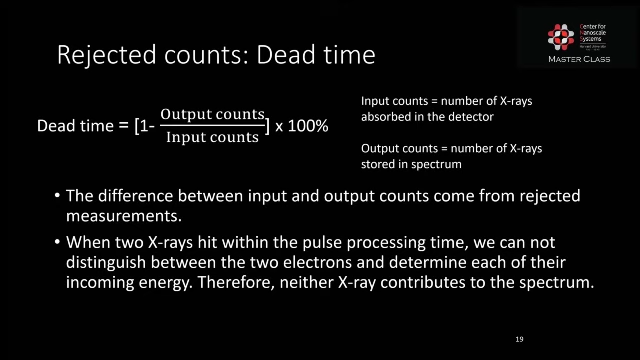 19
Center for
Nanoscale
Systems
Harvard University
MASTER CLASS
Rejected counts: Dead time
Dead time = [1- Output counts / Input counts] x 100%
Input counts = number of X-rays
absorbed in the detector
Output counts = number of X-rays
stored in spectrum
• The difference between input and output counts come from rejected
measurements.
• When two X-rays hit within the pulse processing time, we can not
distinguish between the two electrons and determine each of their
incoming energy. Therefore, neither X-ray contributes to the spectrum.
19